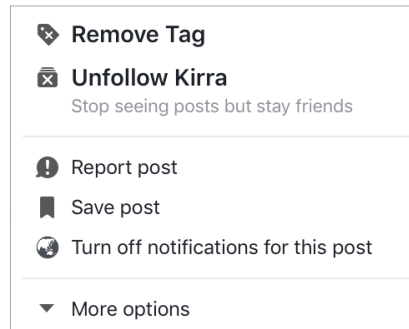 Remove Tag
Unfollow Kirra
Stop seeing posts but stay friends
Report post
Save post
Turn off notifications for this post
More options